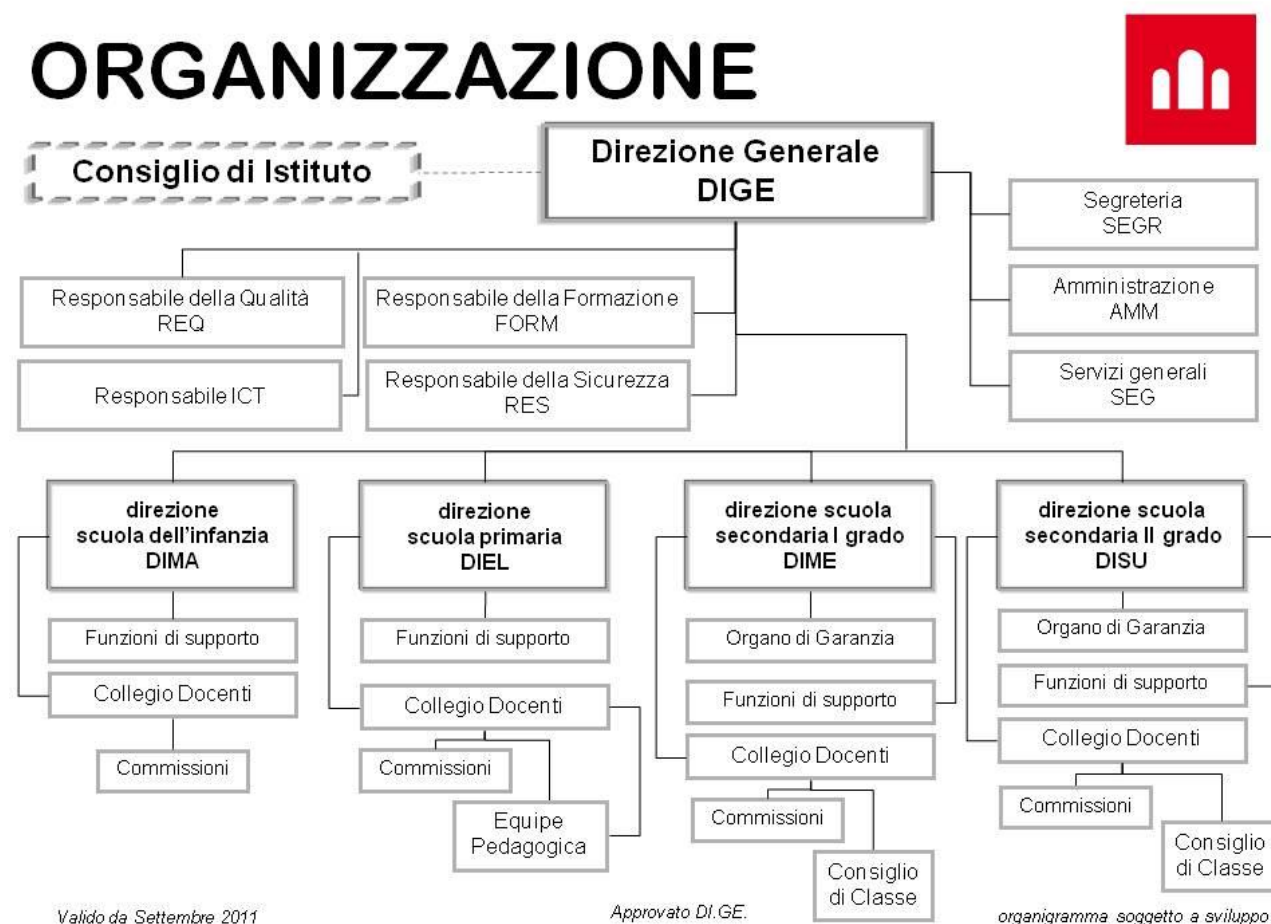 ORGANIZZAZIONE
Consiglio di Istituto
Direzione Generale
DIGE
Segreteria
SEGR
Amministrazione
AMM
Servizi generali
SEG
Responsabile della Qualità
REQ
Responsabile della Formazione
FORM
Responsabile ICT
Responsabile della Sicurezza
RES
direzione
scuola dell'infanzia
DIMA
Funzioni di supporto
Collegio Docenti
Commissioni
direzione
scuola primaria
DIEL
Funzioni di supporto
Collegio Docenti
Commissioni
Equipe
Pedagogica
direzione scuola
secondaria I grado
DIME
Organo di Garanzia
Funzioni di supporto
Collegio Docenti
Commissioni
Consiglio
di Classe
direzione scuola
secondaria II grado
DISU
Organo di Garanzia
Funzioni di supporto
Collegio Docenti
Commissioni
Consiglio
di Classe
Valido da Settembre 2011
Approvato DI.GE.
organigramma soggetto a sviluppo